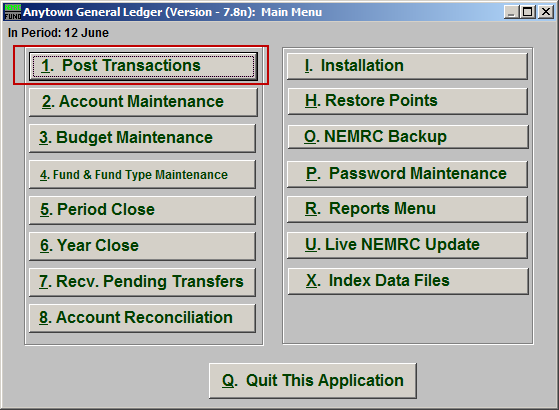 FUND
Anytown General Ledger (Version - 7.8n): Main Menu
In Period: 12 June
1. Post Transactions
2. Account Maintenance
3. Budget Maintenance
4. Fund & Fund Type Maintenance
5. Period Close
6. Year Close
7. Recv. Pending Transfers
8. Account Reconciliation
I. Installation
H. Restore Points
O. NEMRC Backup
P. Password Maintenance
R. Reports Menu
U. Live NEMRC Update
X. Index Data Files
Q. Quit This Application